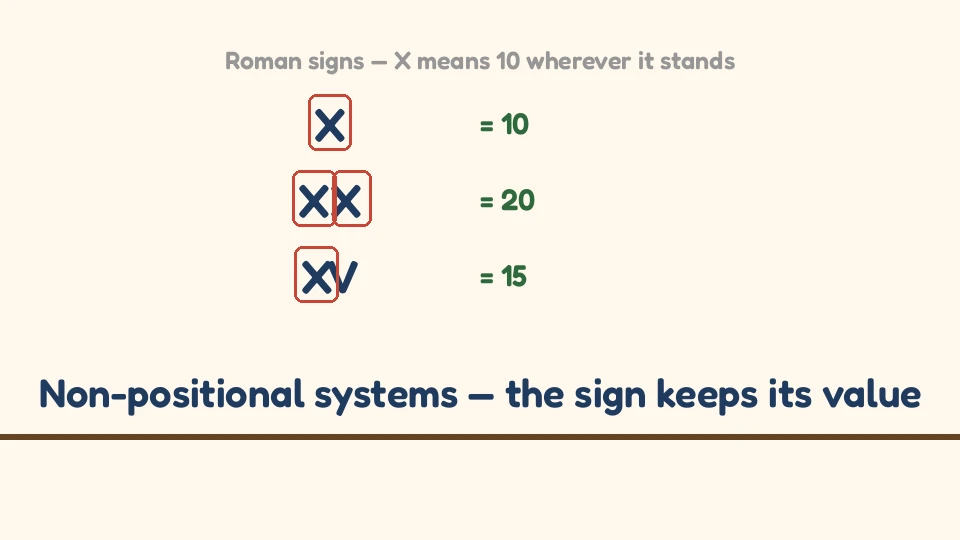 Roman signs — X means 10 wherever it stands
X = 10
XX = 20
XV = 15
Non-positional systems — the sign keeps its value